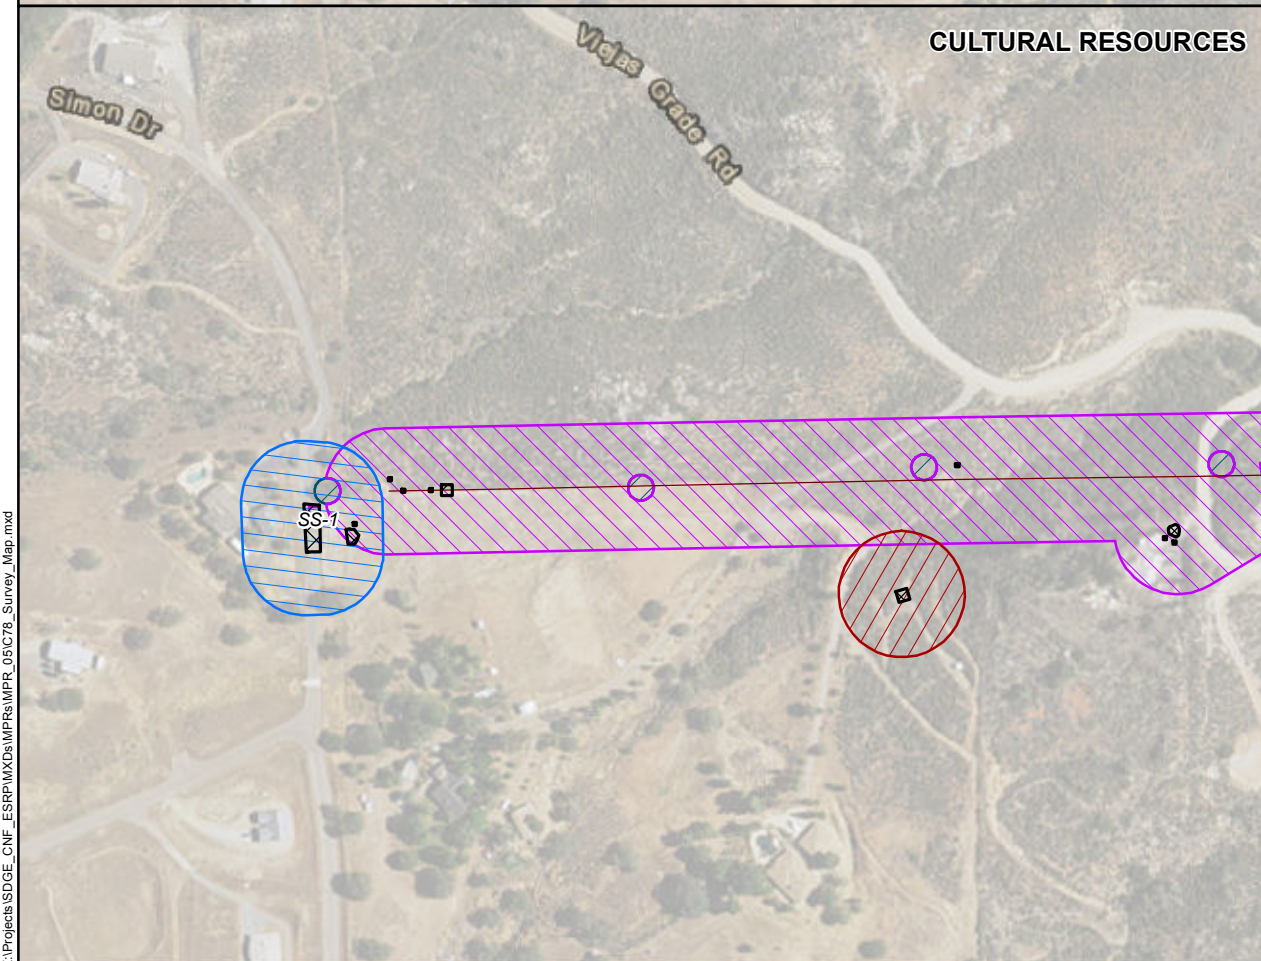 CULTURAL RESOURCES
Viejas Grade Rd
Simon Dr
SS-1
:\Projects\SDGE_CNF_ESRP\MXDs\MPRs\MPR_05\C78_Survey_Map.mxd